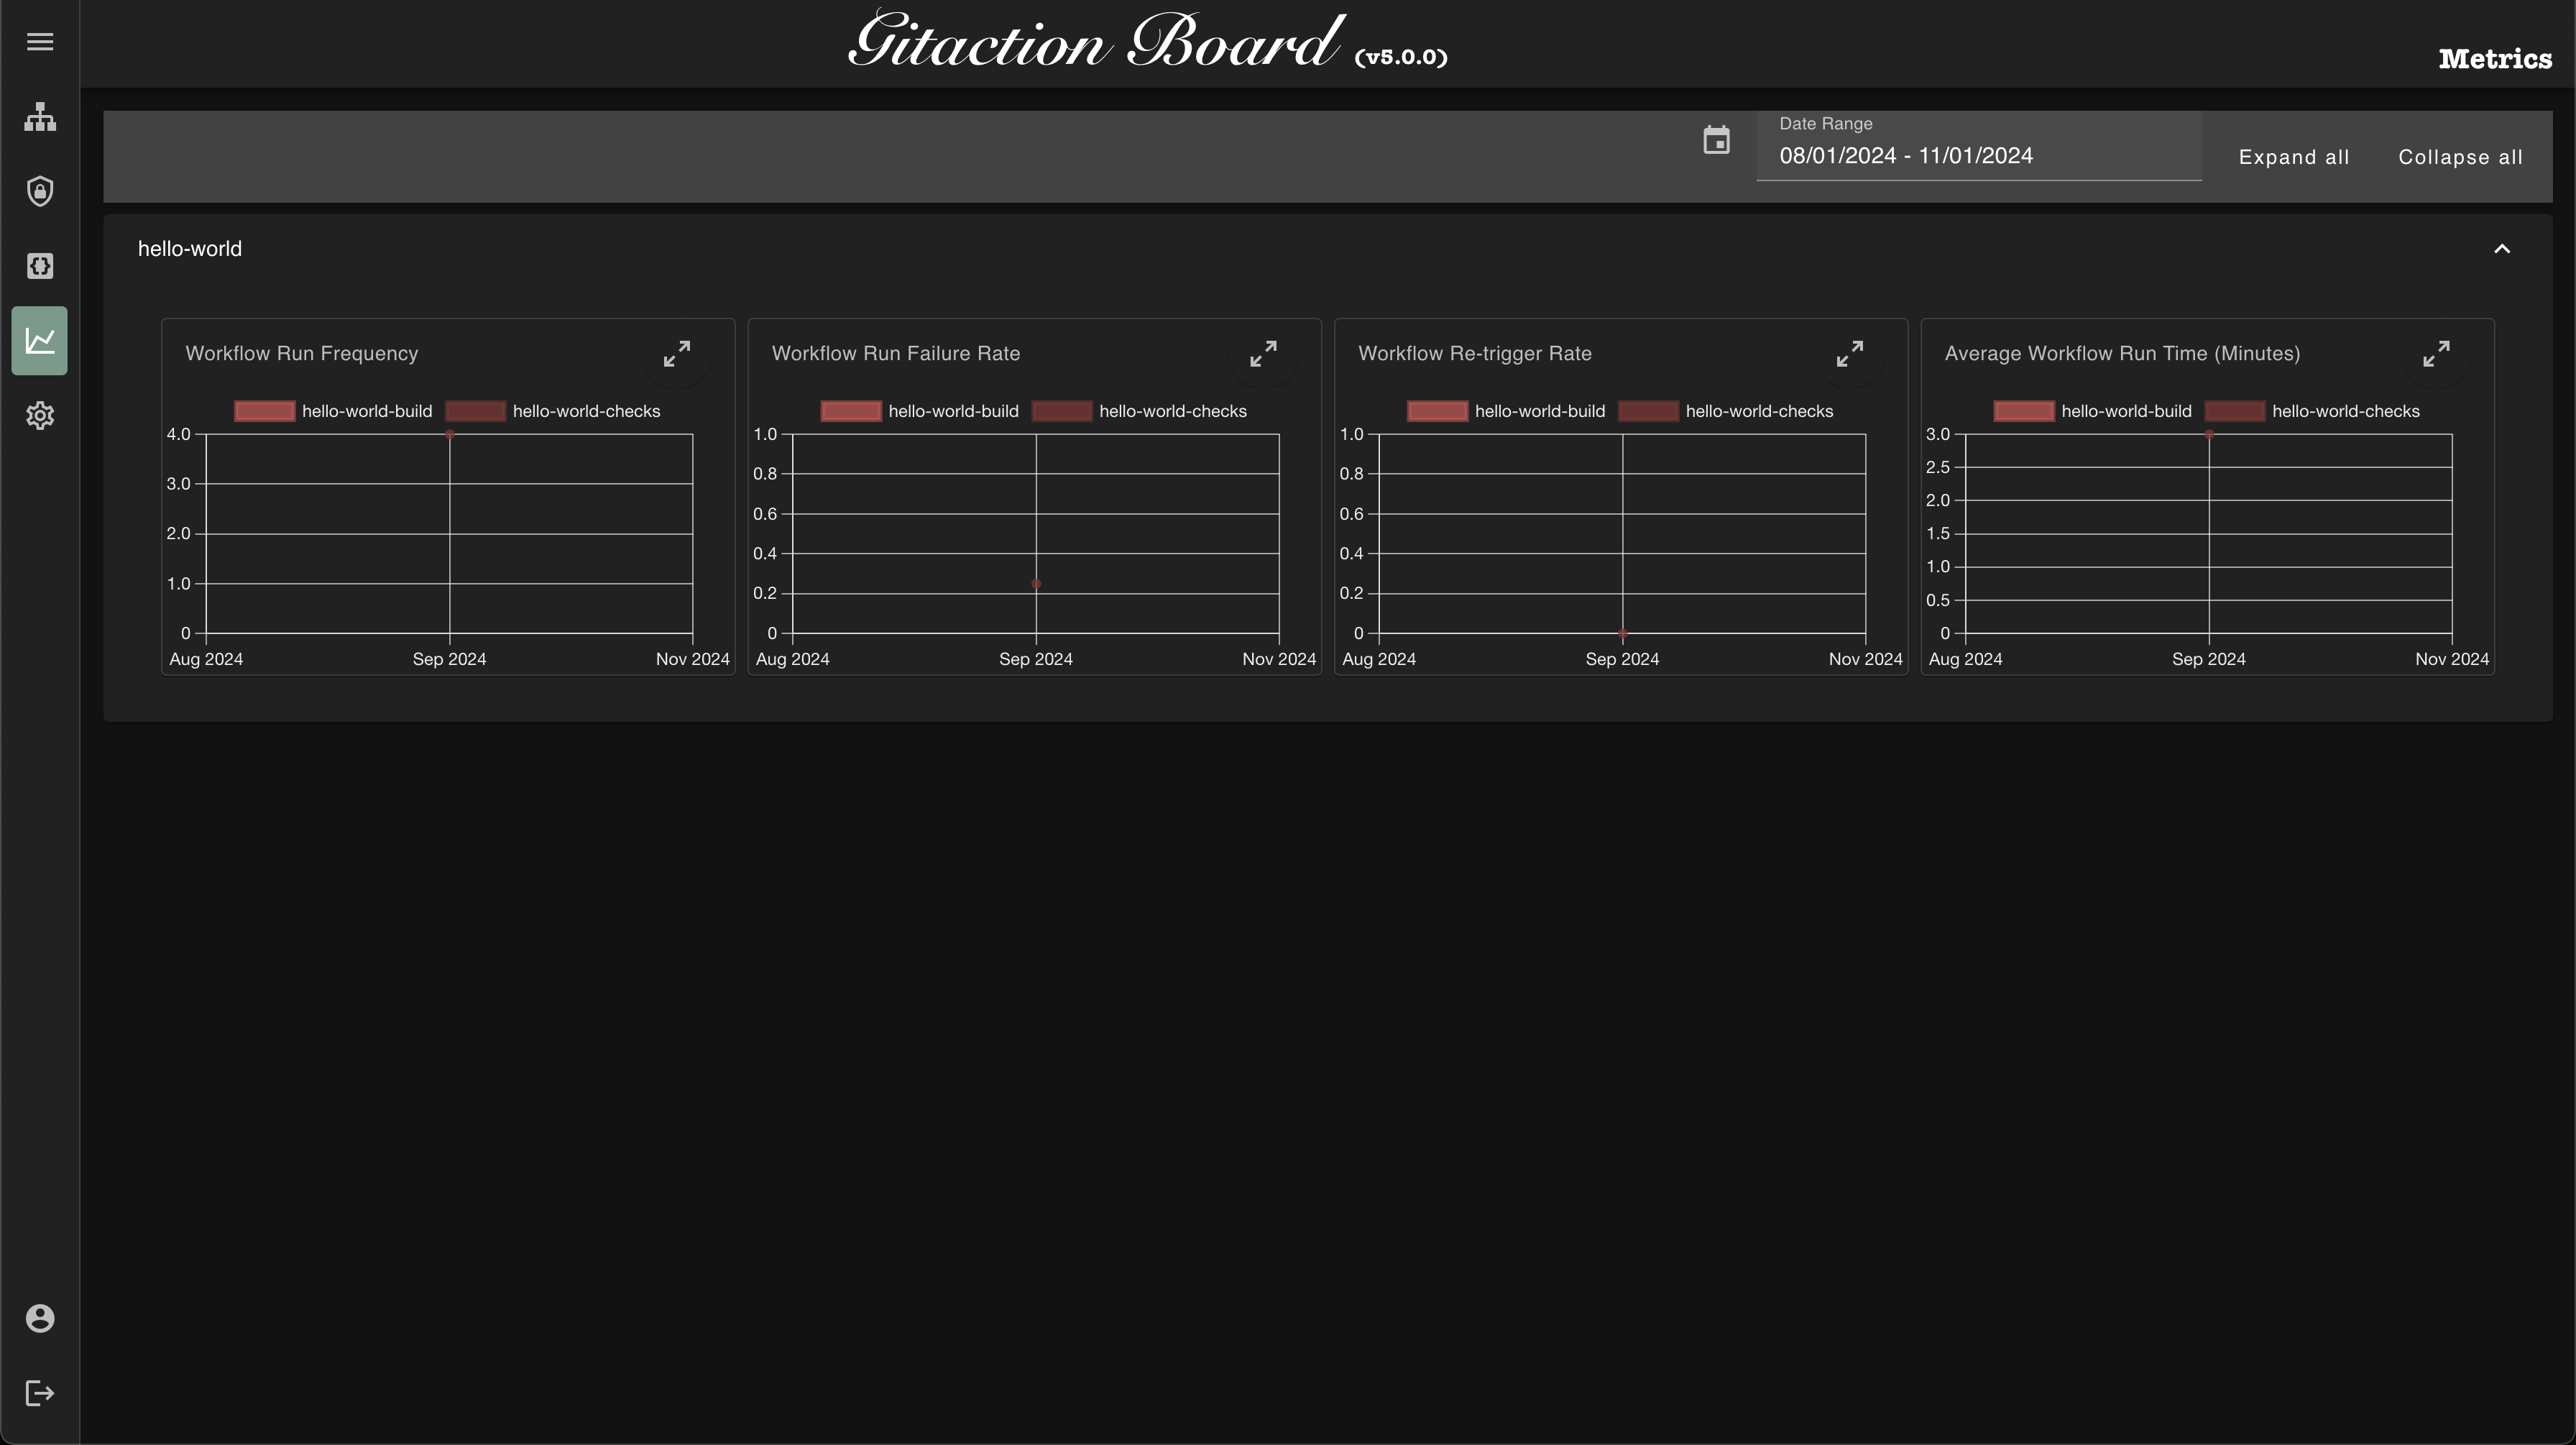 Gitaction Board (v5.0.0)
Metrics
Date Range
08/01/2024 - 11/01/2024
Expand all
Collapse all
hello-world
Workflow Run Frequency
hello-world-build hello-world-checks
4.0
3.0
2.0
1.0
0
Aug 2024 Sep 2024 Nov 2024
Workflow Run Failure Rate
hello-world-build hello-world-checks
1.0
0.8
0.6
0.4
0.2
0
Aug 2024 Sep 2024 Nov 2024
Workflow Re-trigger Rate
hello-world-build hello-world-checks
1.0
0.8
0.6
0.4
0.2
0
Aug 2024 Sep 2024 Nov 2024
Average Workflow Run Time (Minutes)
hello-world-build hello-world-checks
3.0
2.5
2.0
1.5
1.0
0.5
0
Aug 2024 Sep 2024 Nov 2024